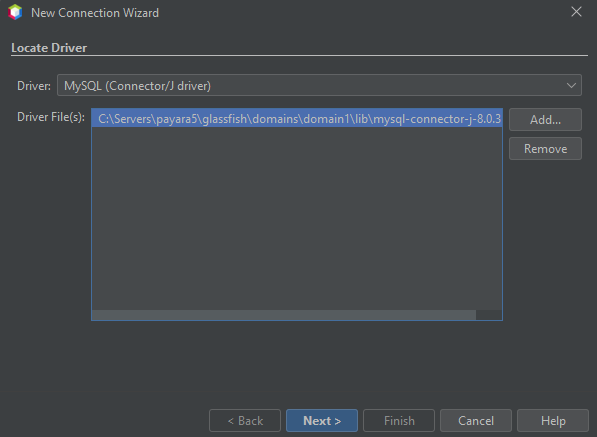 New Connection Wizard
Locate Driver
Driver: MySQL (Connector/J driver)
Driver File(s): C:\Servers\payara5\glassfish\domains\domain1\lib\mysql-connector-j-8.0.3
Add...
Remove
< Back Next > Finish Cancel Help